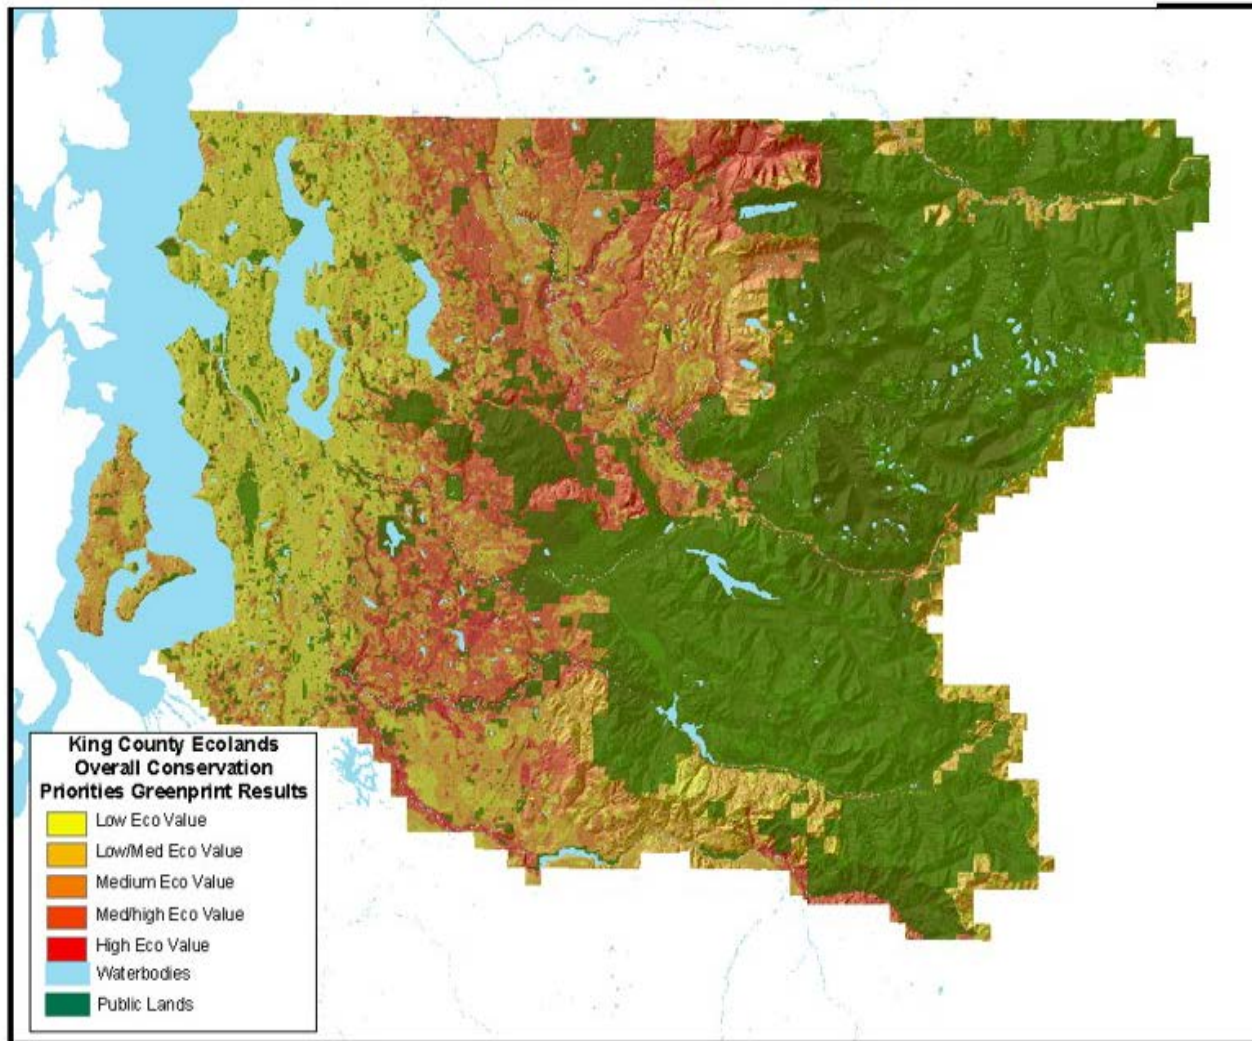 King County Ecolands
Overall Conservation
Priorities Greenprint Results
Low Eco Value
Low/Med Eco Value
Medium Eco Value
Med/high Eco Value
High Eco Value
Waterbodies
Public Lands